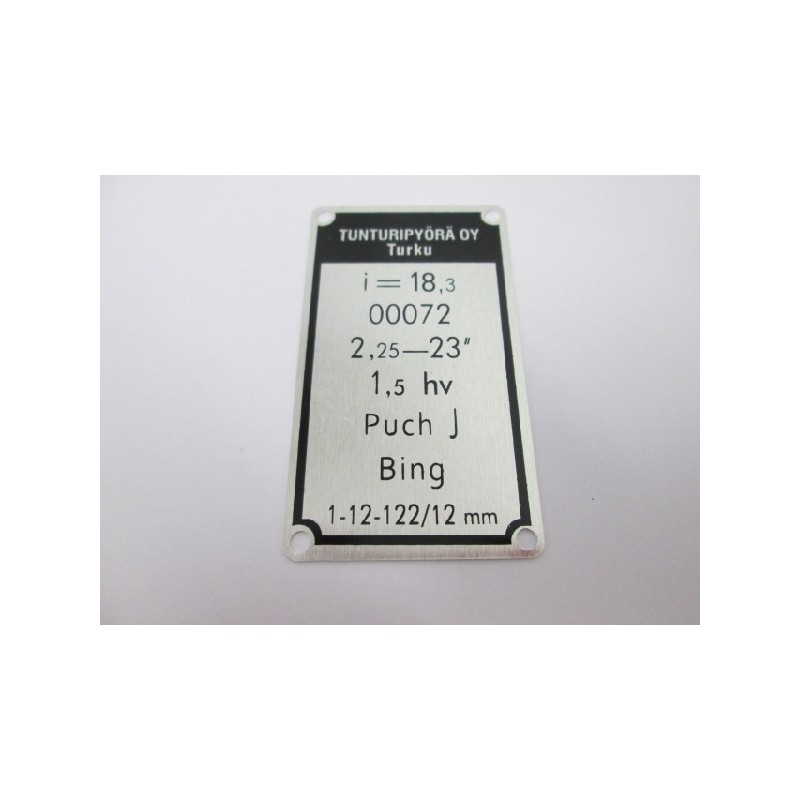 TUNTURIPYÖRÄ OY
Turku
i = 18,3
00072
2,25—23"
1,5 hv
Puch J
Bing
1-12-122/12 mm